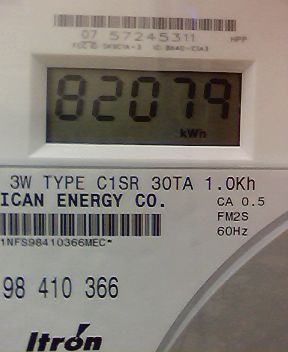 07 57245311 HPP
82079
kWh
3W TYPE C1SR 30TA 1.0Kh
ICAN ENERGY CO.
CA 0.5
FM2S
1NFS98410366MEC*
60Hz
98 410 366
Itron